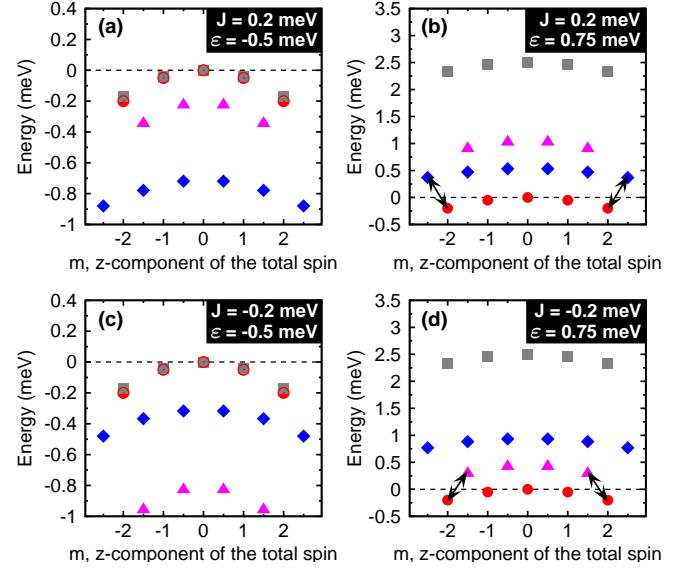 (a)
J = 0.2 meV
ε = -0.5 meV
Energy (meV)
0.4
0.2
0
-0.2
-0.4
-0.6
-0.8
-1
-2 -1 0 1 2
m, z-component of the total spin
(b)
J = 0.2 meV
ε = 0.75 meV
Energy (meV)
3.5
3
2.5
2
1.5
1
0.5
0
-0.5
-2 -1 0 1 2
m, z-component of the total spin
(c)
J = -0.2 meV
ε = -0.5 meV
Energy (meV)
0.4
0.2
0
-0.2
-0.4
-0.6
-0.8
-1
-2 -1 0 1 2
m, z-component of the total spin
(d)
J = -0.2 meV
ε = 0.75 meV
Energy (meV)
3.5
3
2.5
2
1.5
1
0.5
0
-0.5
-2 -1 0 1 2
m, z-component of the total spin